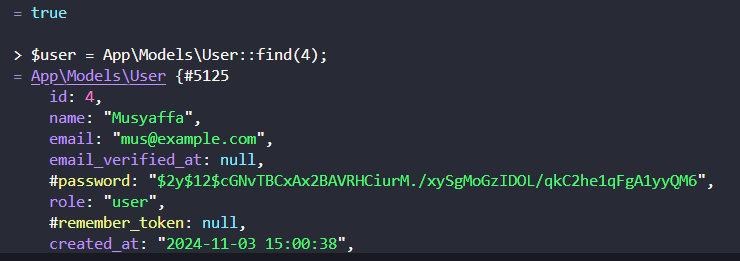 = true
> $user = App\Models\User::find(4);
= App\Models\User {#5125
id: 4,
name: "Musyaffa",
email: "mus@example.com",
email_verified_at: null,
#password: "$2y$12$cGNvTBCxAx2BAVRHCiurM./xySgMoGzIDOL/qkC2he1qFgA1yyQM6",
role: "user",
#remember_token: null,
created_at: "2024-11-03 15:00:38",